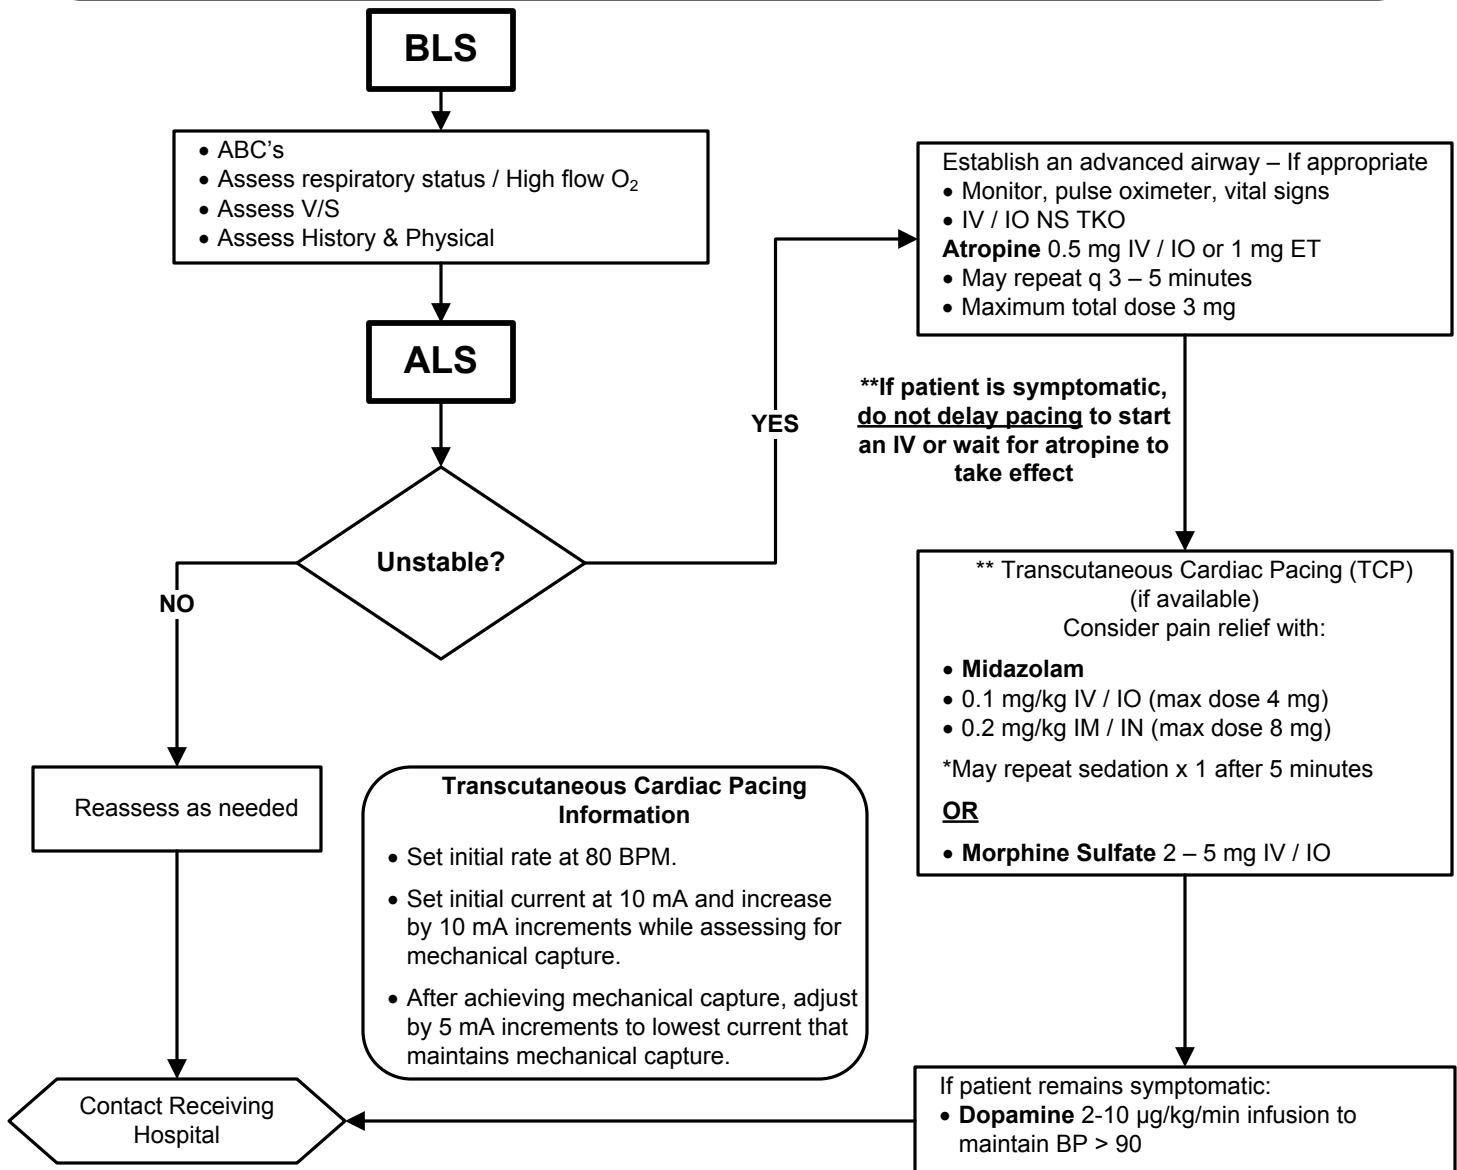 BLS
• ABC's
• Assess respiratory status / High flow O₂
• Assess V/S
• Assess History & Physical
ALS
Unstable?
YES
NO
Establish an advanced airway – If appropriate
• Monitor, pulse oximeter, vital signs
• IV / IO NS TKO
Atropine 0.5 mg IV / IO or 1 mg ET
• May repeat q 3 – 5 minutes
• Maximum total dose 3 mg
**If patient is symptomatic,
do not delay pacing to start
an IV or wait for atropine to
take effect
** Transcutaneous Cardiac Pacing (TCP)
(if available)
Consider pain relief with:
• Midazolam
• 0.1 mg/kg IV / IO (max dose 4 mg)
• 0.2 mg/kg IM / IN (max dose 8 mg)
*May repeat sedation x 1 after 5 minutes
OR
• Morphine Sulfate 2 – 5 mg IV / IO
Reassess as needed
Transcutaneous Cardiac Pacing
Information
• Set initial rate at 80 BPM.
• Set initial current at 10 mA and increase
by 10 mA increments while assessing for
mechanical capture.
• After achieving mechanical capture, adjust
by 5 mA increments to lowest current that
maintains mechanical capture.
If patient remains symptomatic:
• Dopamine 2-10 µg/kg/min infusion to
maintain BP > 90
Contact Receiving
Hospital